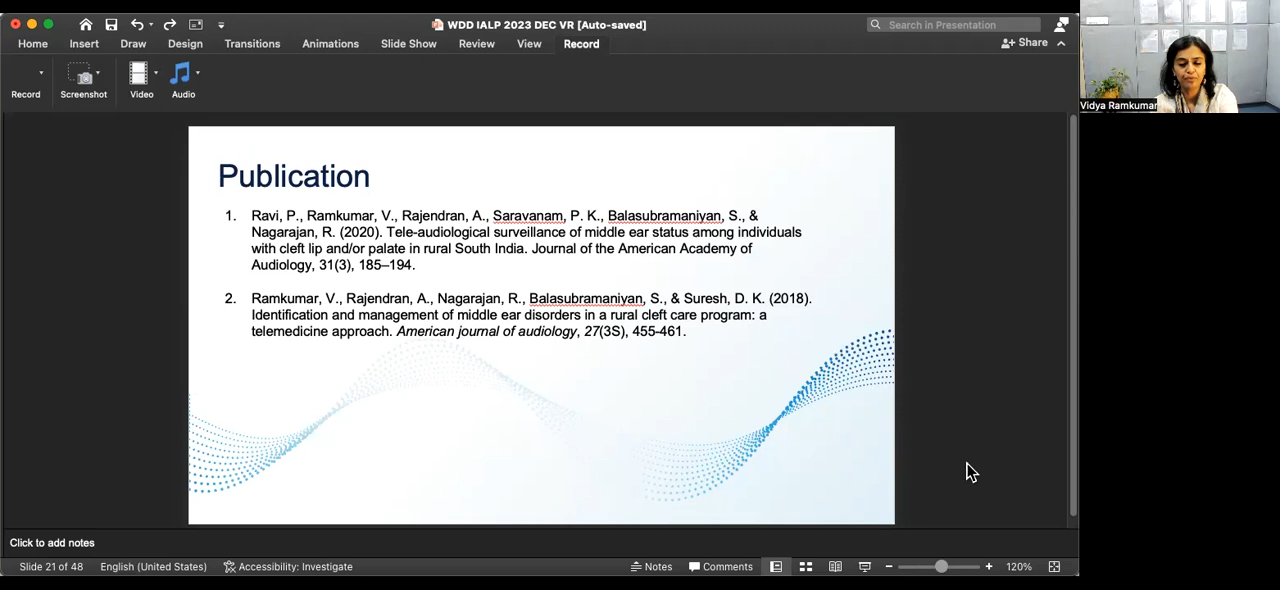 WDD IALP 2023 DEC VR [Auto-saved]
Search in Presentation
Home Insert Draw Design Transitions Animations Slide Show Review View Record
Share
Record Screenshot Video Audio
Vidya Ramkumar
Publication
1. Ravi, P., Ramkumar, V., Rajendran, A., Saravanam, P. K., Balasubramaniyan, S., &
Nagarajan, R. (2020). Tele-audiological surveillance of middle ear status among individuals
with cleft lip and/or palate in rural South India. Journal of the American Academy of
Audiology, 31(3), 185–194.
2. Ramkumar, V., Rajendran, A., Nagarajan, R., Balasubramaniyan, S., & Suresh, D. K. (2018).
Identification and management of middle ear disorders in a rural cleft care program: a
telemedicine approach. American journal of audiology, 27(3S), 455-461.
Click to add notes
Slide 21 of 48 English (United States) Accessibility: Investigate Notes Comments 120%